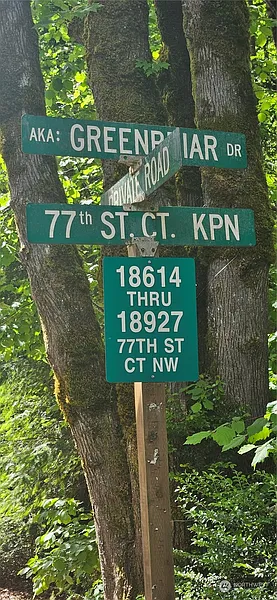 AKA: GREENBRIAR DR
PRIVATE ROAD
77th ST. CT. KPN
18614
THRU
18927
77TH ST
CT NW